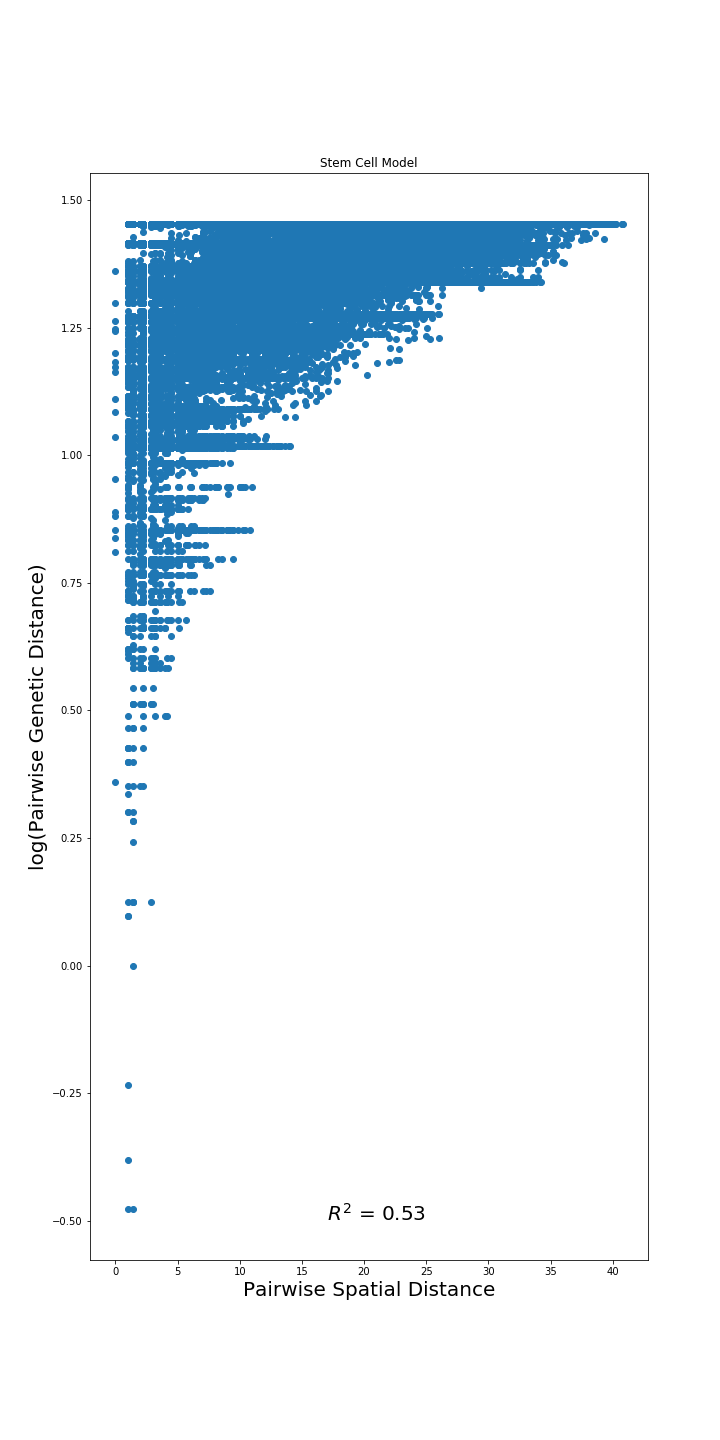 Stem Cell Model
1.50
1.25
1.00
0.75
0.50
0.25
0.00
−0.25
−0.50
log(Pairwise Genetic Distance)
R² = 0.53
0 5 10 15 20 25 30 35 40
Pairwise Spatial Distance